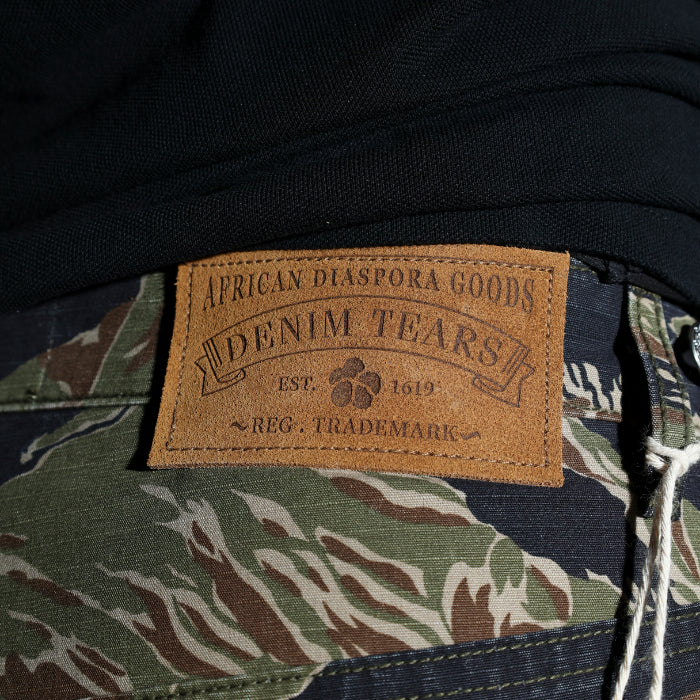 AFRICAN DIASPORA GOODS
DENIM TEARS
EST. 1619
~REG. TRADEMARK~